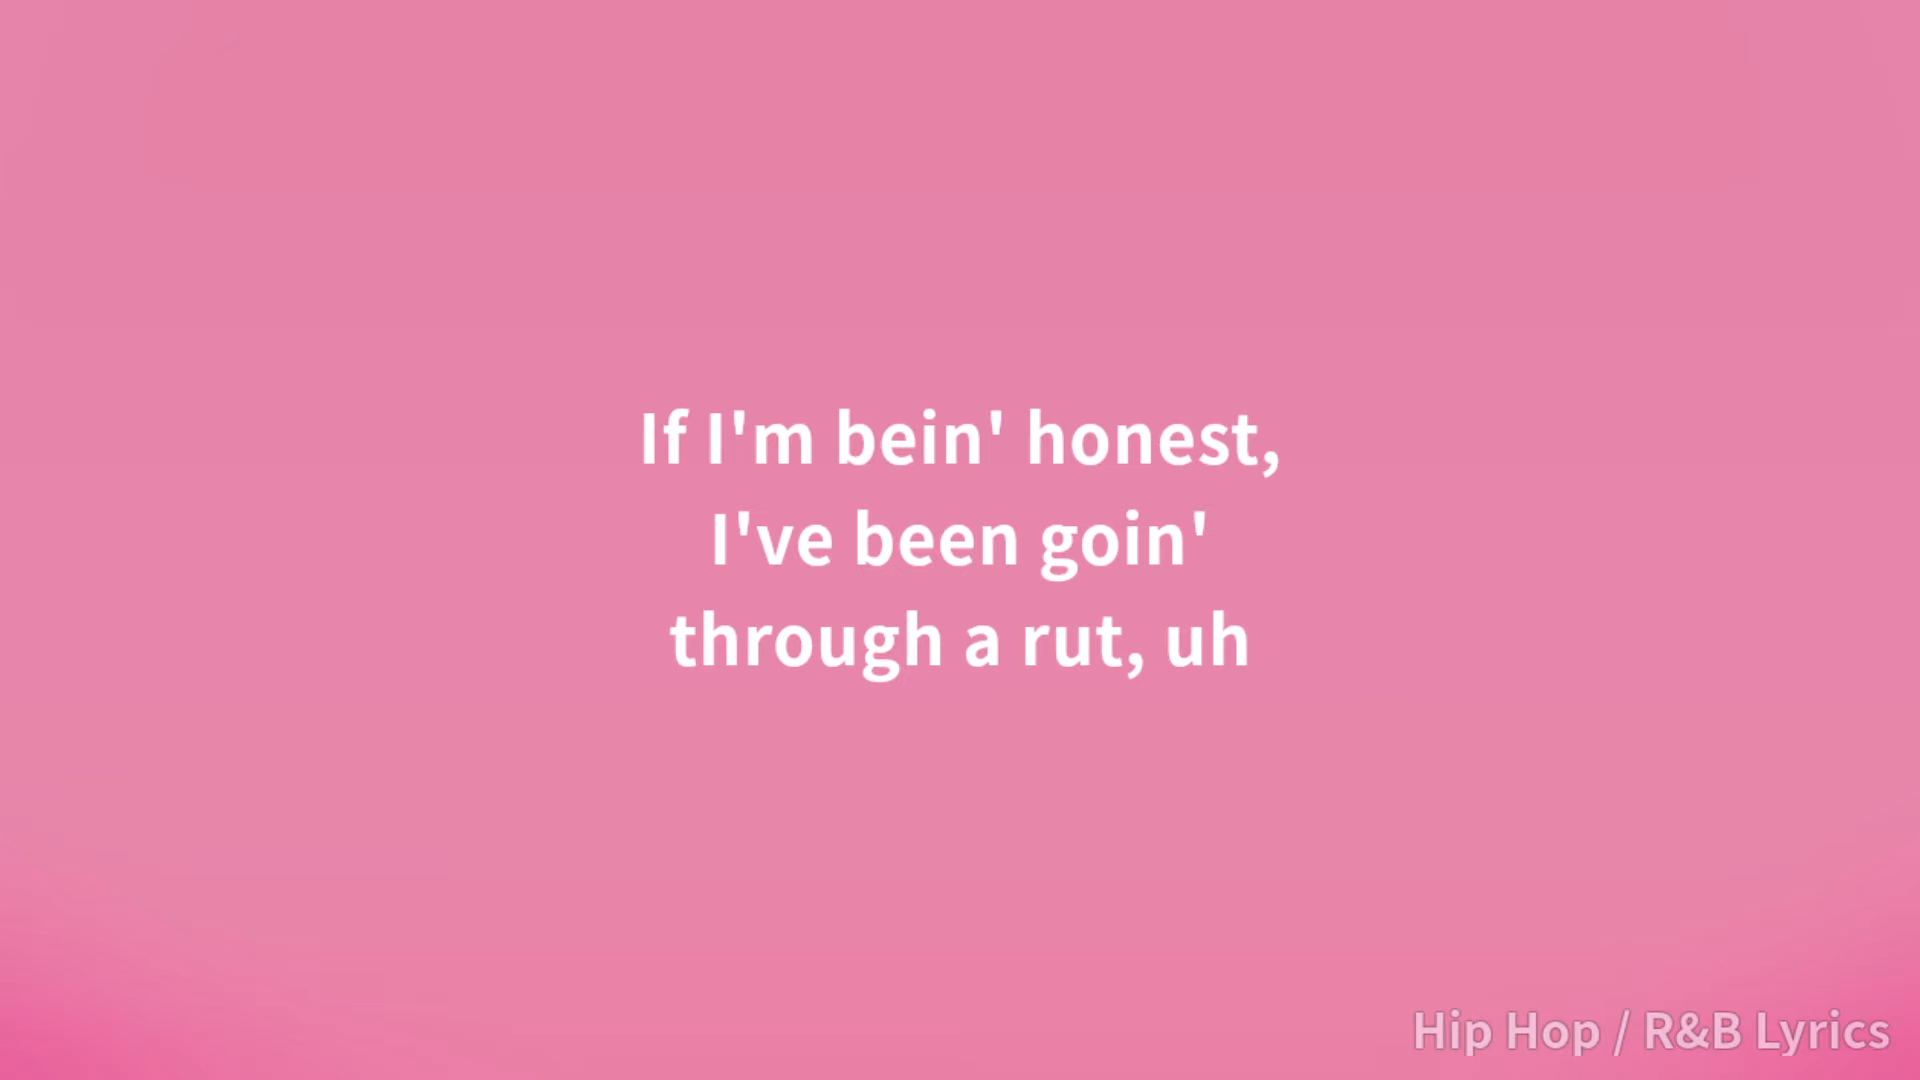 If I'm bein' honest,
I've been goin'
through a rut, uh
Hip Hop / R&B Lyrics